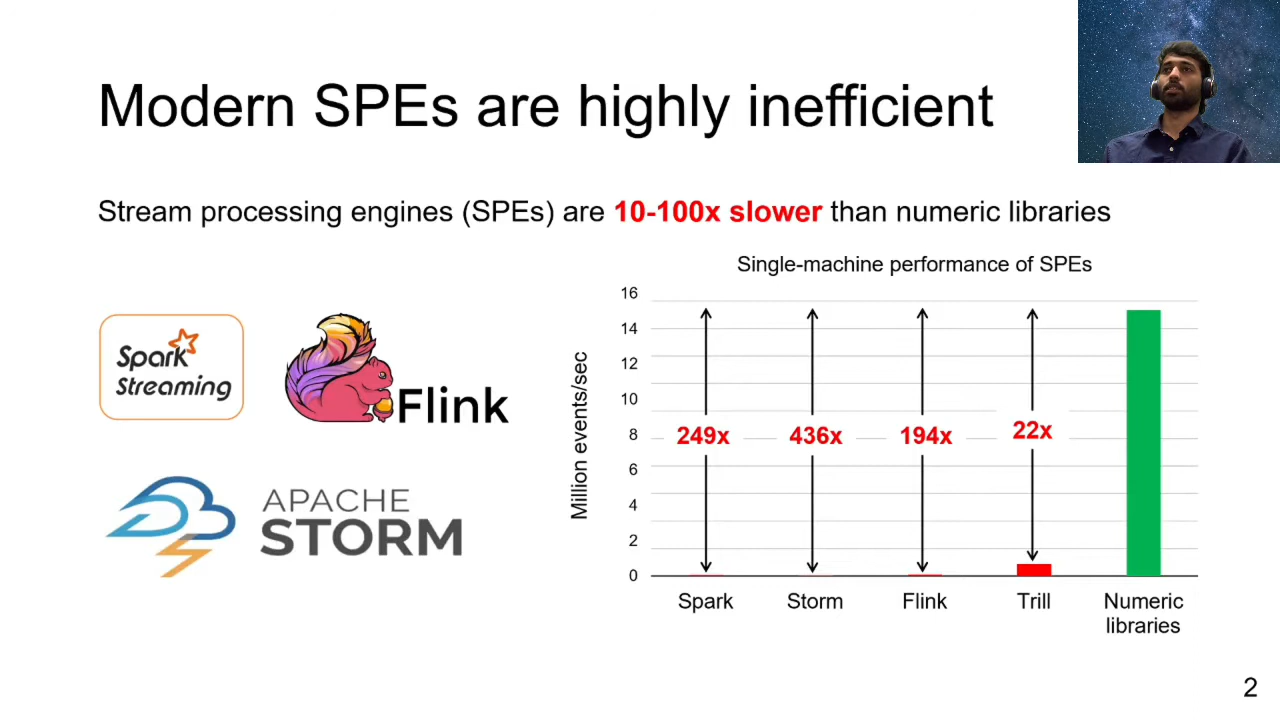 Modern SPEs are highly inefficient
Stream processing engines (SPEs) are 10-100x slower than numeric libraries
Spark
Streaming
Flink
APACHE
STORM
Single-machine performance of SPEs
Million events/sec
16
14
12
10
8
6
4
2
0
249x
436x
194x
22x
Spark
Storm
Flink
Trill
Numeric
libraries
2